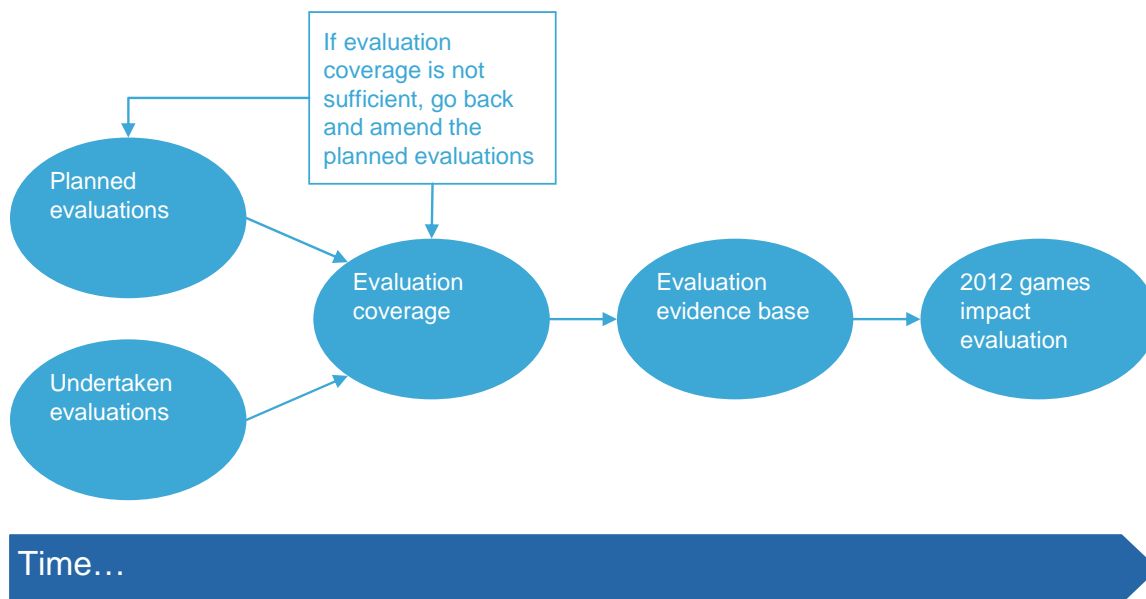 If evaluation
coverage is not
sufficient, go back
and amend the
planned evaluations
Planned
evaluations
Evaluation
coverage
Evaluation
evidence base
2012 games
impact
evaluation
Undertaken
evaluations
Time…